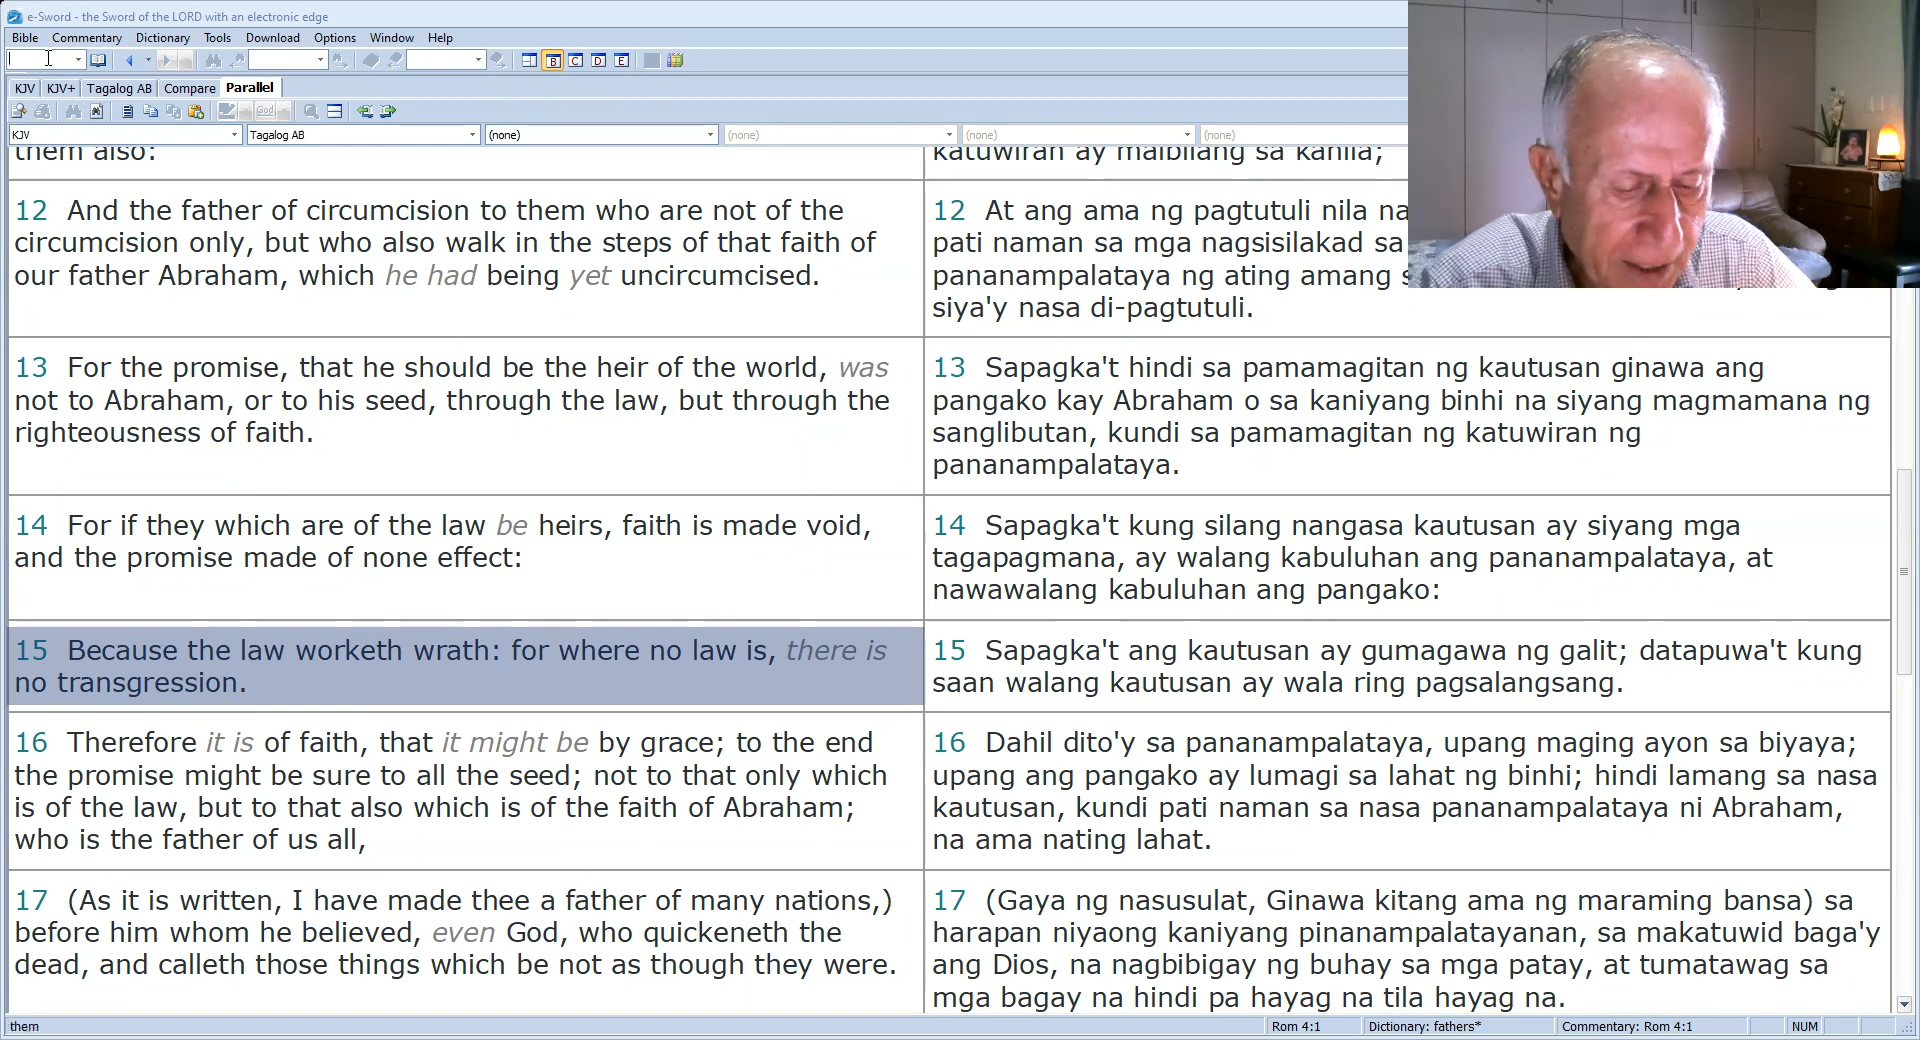 e-Sword - the Sword of the LORD with an electronic edge
Bible Commentary Dictionary Tools Download Options Window Help
B C D E
KJV KJV+ Tagalog AB Compare Parallel
God
KJV Tagalog AB (none) (none) (none) (none)
them also:
12 And the father of circumcision to them who are not of the
circumcision only, but who also walk in the steps of that faith of
our father Abraham, which he had being yet uncircumcised.
13 For the promise, that he should be the heir of the world, was
not to Abraham, or to his seed, through the law, but through the
righteousness of faith.
14 For if they which are of the law be heirs, faith is made void,
and the promise made of none effect:
15 Because the law worketh wrath: for where no law is, there is
no transgression.
16 Therefore it is of faith, that it might be by grace; to the end
the promise might be sure to all the seed; not to that only which
is of the law, but to that also which is of the faith of Abraham;
who is the father of us all,
17 (As it is written, I have made thee a father of many nations,)
before him whom he believed, even God, who quickeneth the
dead, and calleth those things which be not as though they were.
katuwiran ay maibilang sa kanila;
12 At ang ama ng pagtutuli nila na
pati naman sa mga nagsisilakad sa
pananampalataya ng ating amang
siya'y nasa di-pagtutuli.
13 Sapagka't hindi sa pamamagitan ng kautusan ginawa ang
pangako kay Abraham o sa kaniyang binhi na siyang magmamana ng
sanglibutan, kundi sa pamamagitan ng katuwiran ng
pananampalataya.
14 Sapagka't kung silang nangasa kautusan ay siyang mga
tagapagmana, ay walang kabuluhan ang pananampalataya, at
nawawalang kabuluhan ang pangako:
15 Sapagka't ang kautusan ay gumagawa ng galit; datapuwa't kung
saan walang kautusan ay wala ring pagsalangsang.
16 Dahil dito'y sa pananampalataya, upang maging ayon sa biyaya;
upang ang pangako ay lumagi sa lahat ng binhi; hindi lamang sa nasa
kautusan, kundi pati naman sa nasa pananampalataya ni Abraham,
na ama nating lahat.
17 (Gaya ng nasusulat, Ginawa kitang ama ng maraming bansa) sa
harapan niyaong kaniyang pinanampalatayanan, sa makatuwid baga'y
ang Dios, na nagbibigay ng buhay sa mga patay, at tumatawag sa
mga bagay na hindi pa hayag na tila hayag na.
them Rom 4:1 Dictionary: fathers* Commentary: Rom 4:1 NUM